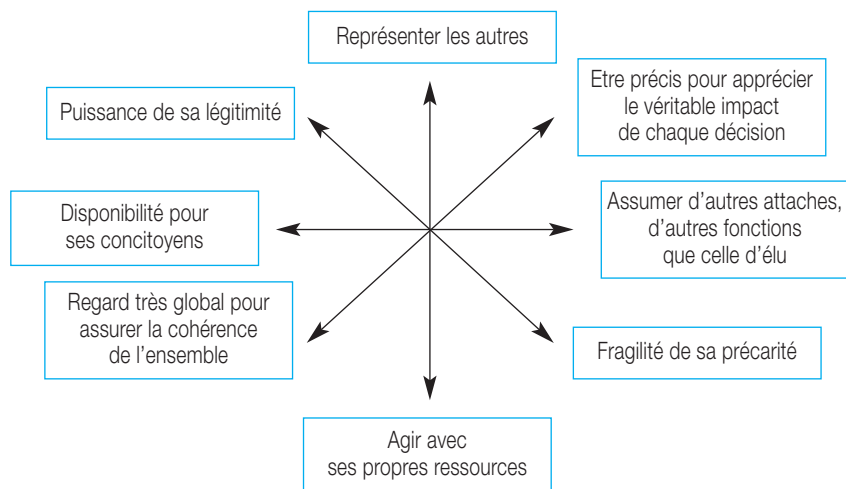 Représenter les autres
Puissance de sa légitimité
Etre précis pour apprécier
le véritable impact
de chaque décision
Disponibilité pour
ses concitoyens
Assumer d'autres attaches,
d'autres fonctions
que celle d'élu
Regard très global pour
assurer la cohérence
de l'ensemble
Fragilité de sa précarité
Agir avec
ses propres ressources